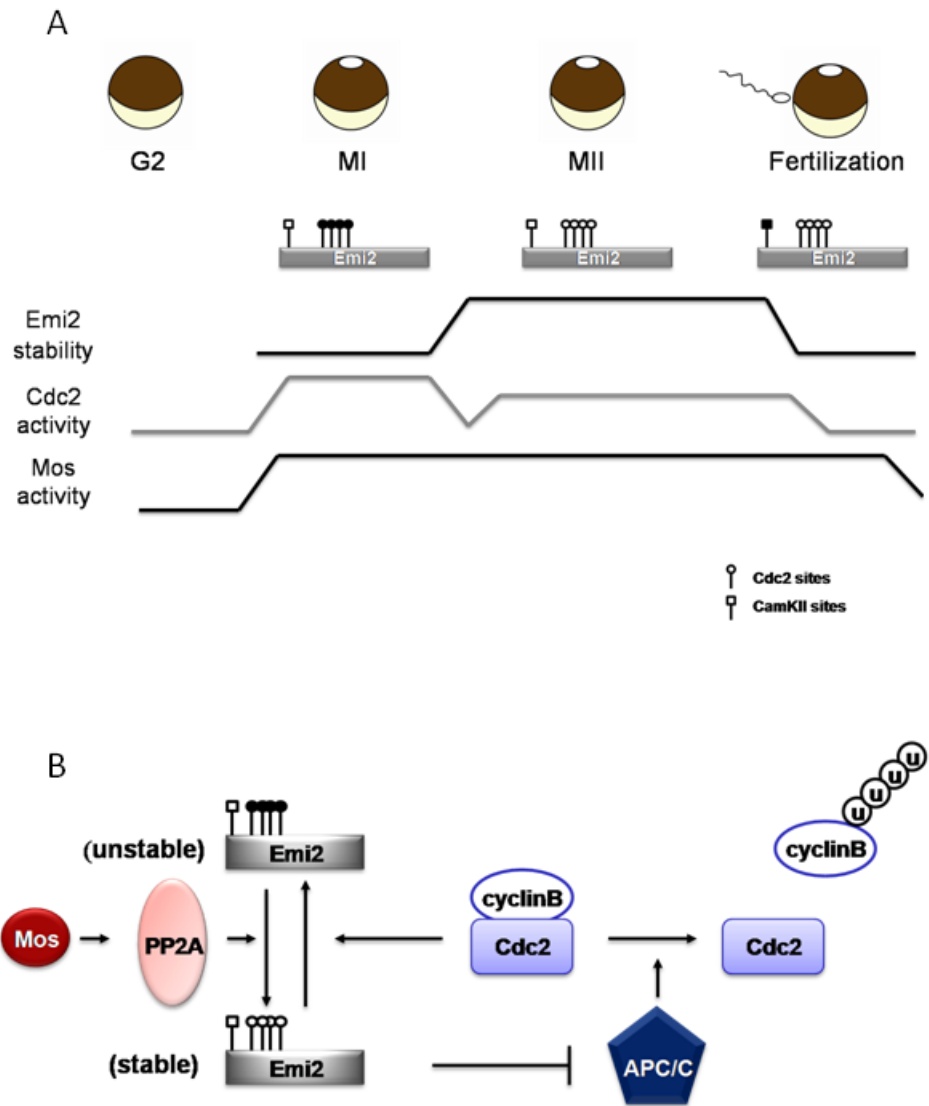 A
G2
MI
MII
Fertilization
Emi2
Emi2
Emi2
Emi2
stability
Cdc2
activity
Mos
activity
Cdc2 sites
CamKII sites
B
u
u
u
u
cyclinB
(unstable)
Emi2
cyclinB
Mos
PP2A
Cdc2
Cdc2
(stable)
Emi2
APC/C